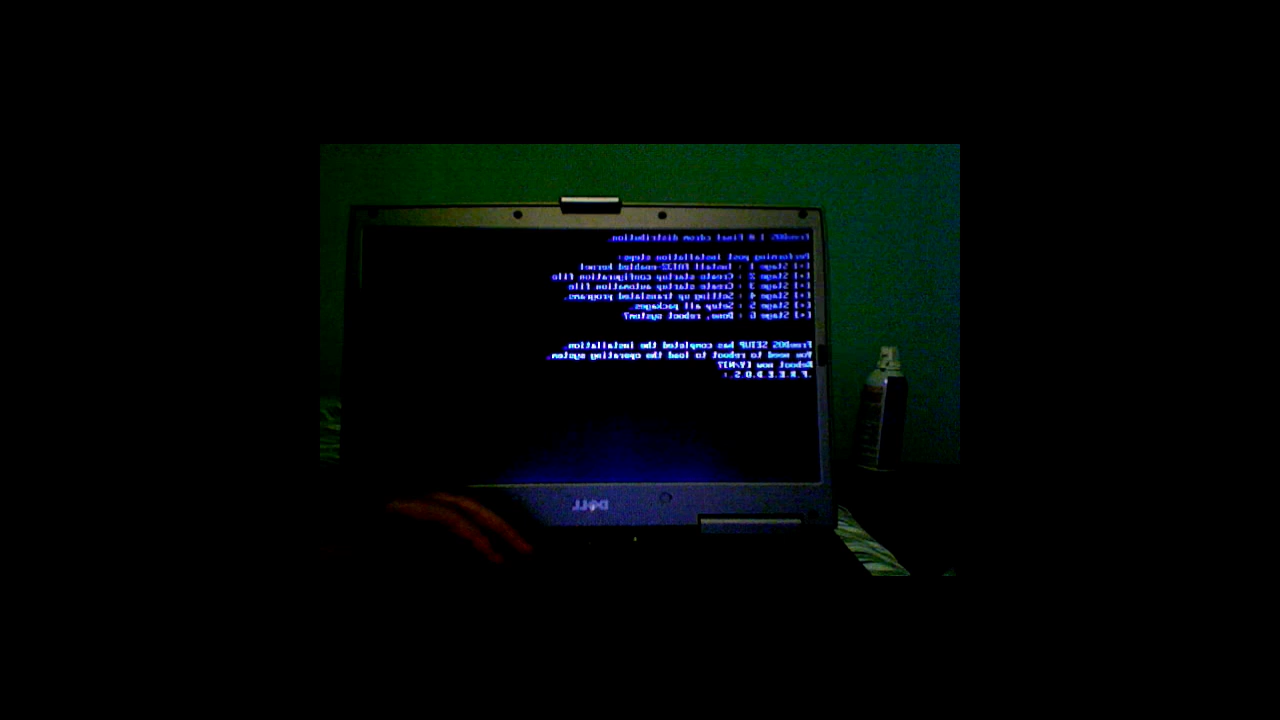 FreeDOS 1.0 Final cdrom distribution.
Performing post installation steps:
[+] Stage 1 : Install FAT32-enabled kernel
[+] Stage 2 : Create startup configuration file
[+] Stage 3 : Create startup automation file
[+] Stage 4 : Setting up translated programs.
[+] Stage 5 : Setup all packages.
[+] Stage 6 : Done, reboot system?
FreeDOS SETUP has completed the installation.
You need to reboot to load the operating system.
Reboot now [Y/N]?
.F.R.E.E.D.O.S. :
DELL